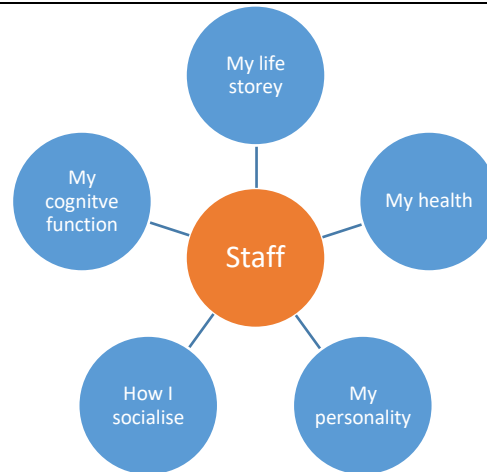 My life
storey
My
cognitve
function
My health
Staff
How I
socialise
My
personality